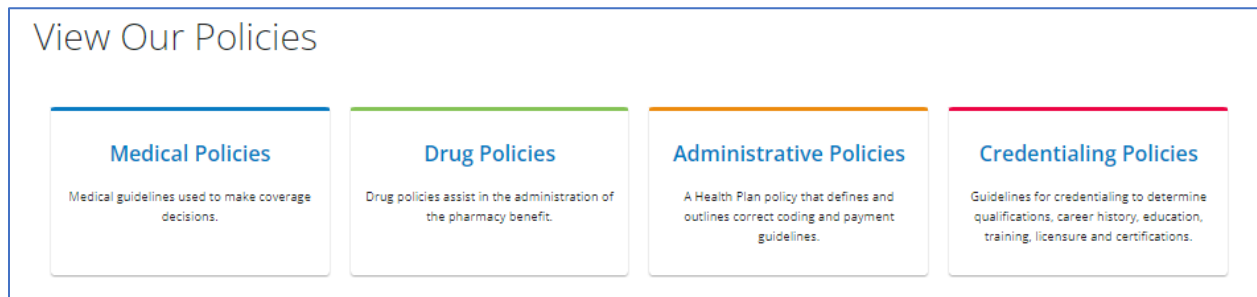 View Our Policies
Medical Policies
Medical guidelines used to make coverage
decisions.
Drug Policies
Drug policies assist in the administration of
the pharmacy benefit.
Administrative Policies
A Health Plan policy that defines and
outlines correct coding and payment
guidelines.
Credentialing Policies
Guidelines for credentialing to determine
qualifications, career history, education,
training, licensure and certifications.